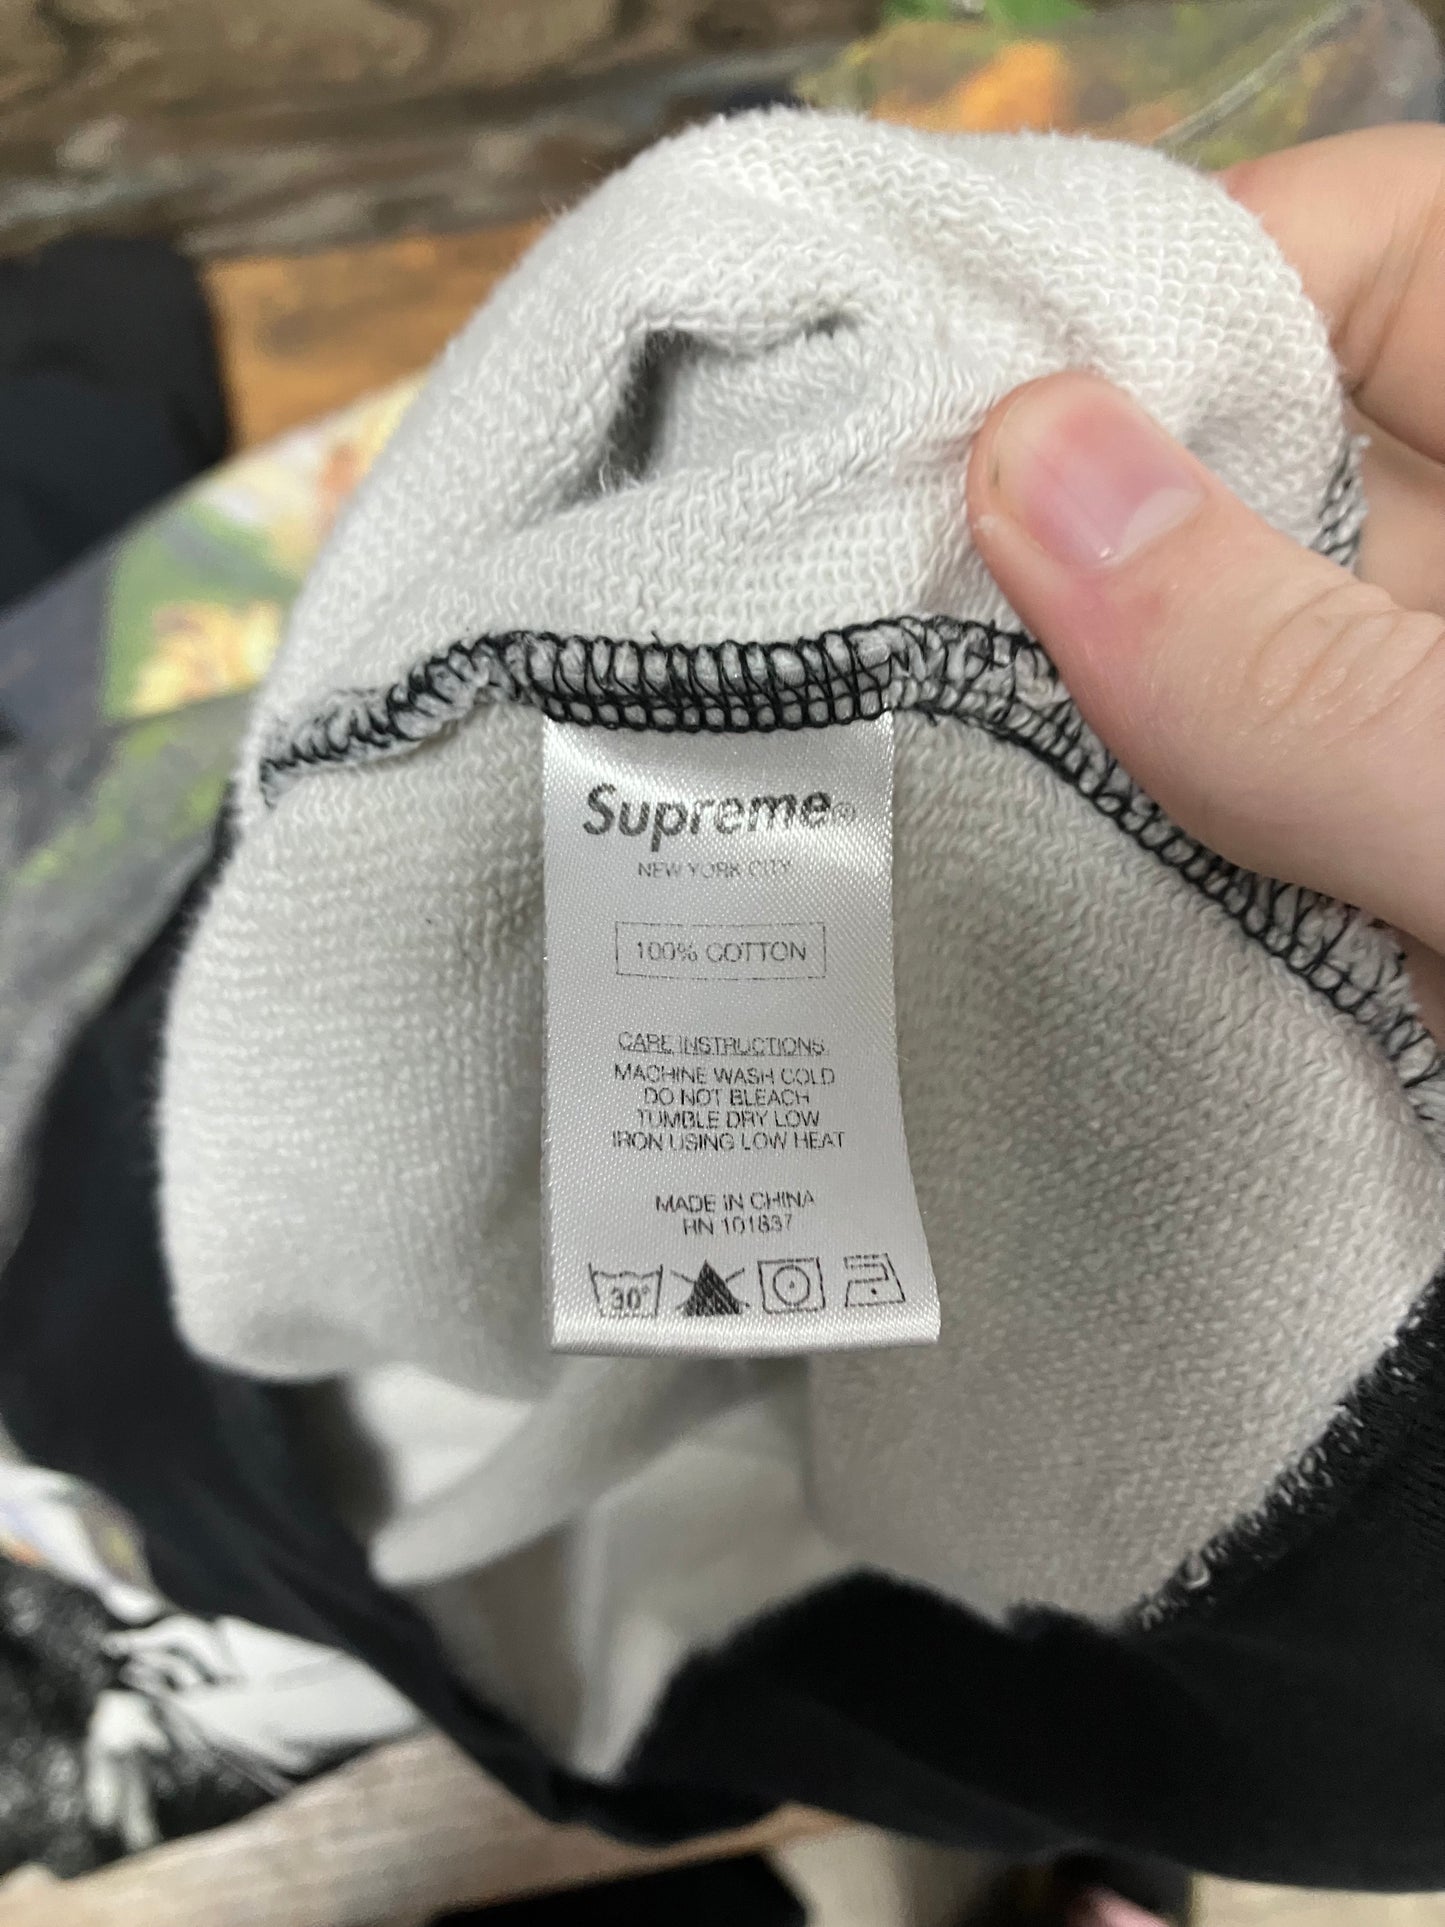 Supreme®
NEW YORK CITY
100% COTTON
CARE INSTRUCTIONS
MACHINE WASH COLD
DO NOT BLEACH
TUMBLE DRY LOW
IRON USING LOW HEAT
MADE IN CHINA
RN 101837
30°